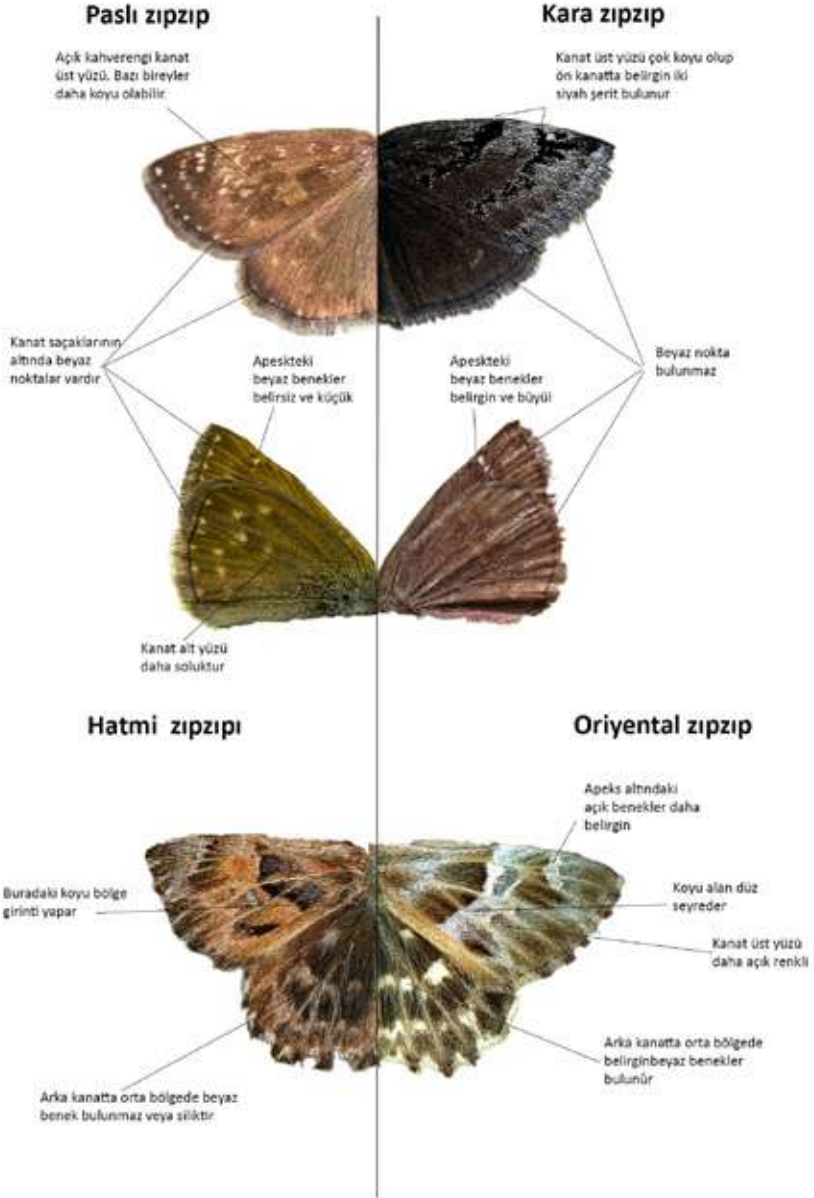 Paslı zıpzıp
Kara zıpzıp
Açık kahverengi kanat
üst yüzü. Bazı bireyler
daha koyu olabilir.
Kanat üst yüzü çok koyu olup
ön kanatta belirgin iki
siyah şerit bulunur
Kanat saçaklarının
altında beyaz
noktalar vardır
Apeskteki
beyaz benekler
belirsiz ve küçük
Apeskteki
beyaz benekler
belirgin ve büyül
Beyaz nokta
bulunmaz
Kanat alt yüzü
daha soluktur
Hatmi zıpzıpı
Oriyental zıpzıp
Apeks altındaki
açık benekler daha
belirgin
Buradaki koyu bölge
girinti yapar
Koyu alan düz
seyreder
Kanat üst yüzü
daha açık renkli
Arka kanatta orta bölgede
belirginbeyaz benekler
bulunûr
Arka kanatta orta bölgede beyaz
benek bulunmaz veya siliktir